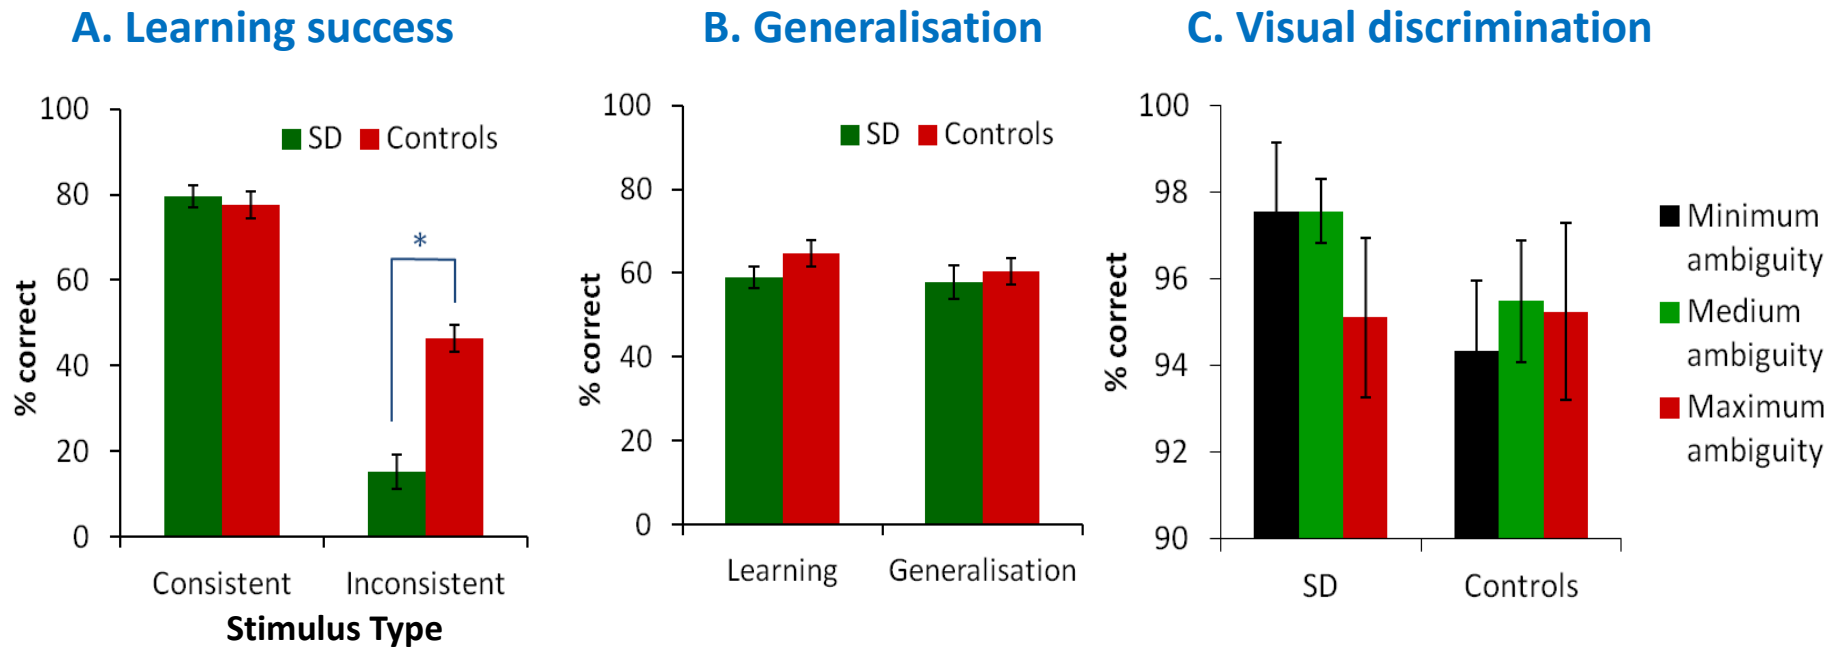 A. Learning success
% correct
100
80
60
40
20
0
SD Controls
*
Consistent Inconsistent
Stimulus Type
B. Generalisation
% correct
100
80
60
40
20
0
SD Controls
Learning Generalisation
C. Visual discrimination
% correct
100
98
96
94
92
90
SD Controls
Minimum
ambiguity
Medium
ambiguity
Maximum
ambiguity